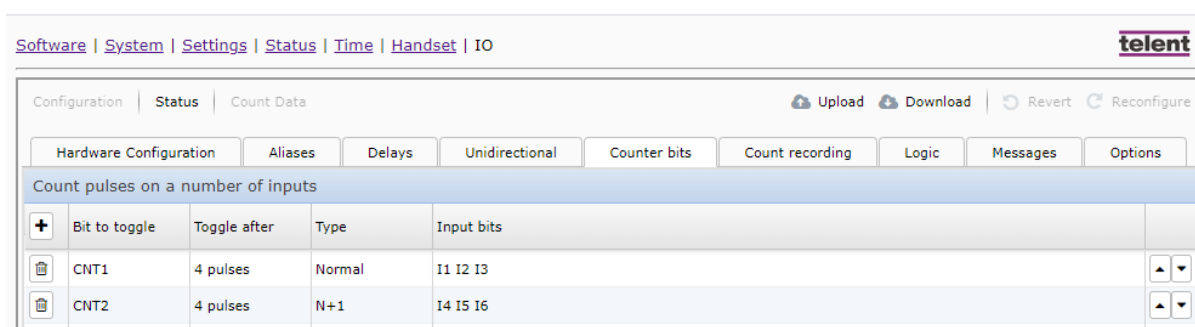 Software | System | Settings | Status | Time | Handset | IO telent
Configuration | Status | Count Data Upload Download | Revert Reconfigure
Hardware Configuration Aliases Delays Unidirectional Counter bits Count recording Logic Messages Options
Count pulses on a number of inputs
+ Bit to toggle Toggle after Type Input bits
CNT1 4 pulses Normal I1 I2 I3
CNT2 4 pulses N+1 I4 I5 I6